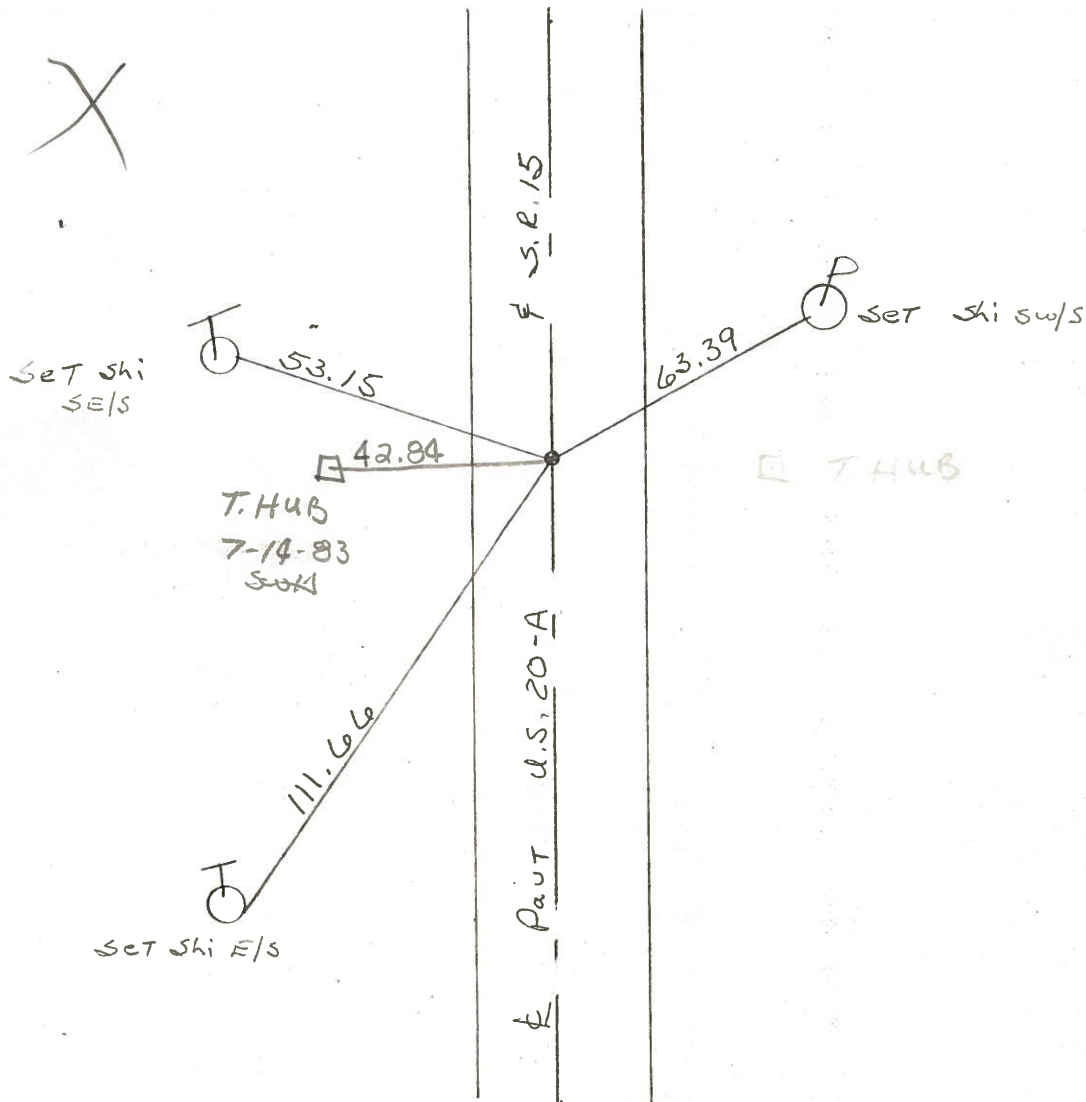 S.R. 15
SeT Shi SW/S
63.39
SeT Shi
SE/S
53.15
42.84
T. HUB
7-14-83
T HUB
111.66
SeT Shi E/S
℄ Pavt U.S. 20-A